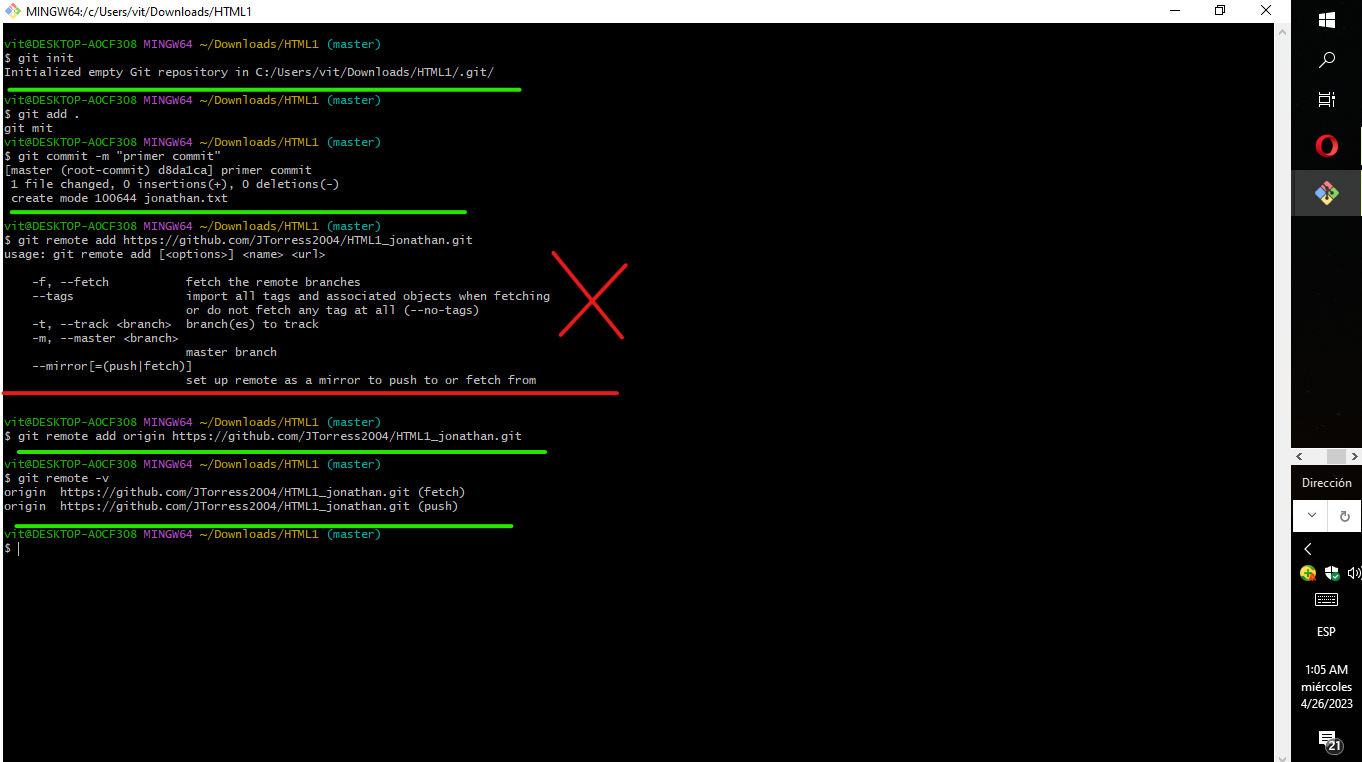 MINGW64:/c/Users/vit/Downloads/HTML1
vit@DESKTOP-AOCF308 MINGW64 ~/Downloads/HTML1 (master)
$ git init
Initialized empty Git repository in C:/Users/vit/Downloads/HTML1/.git/
vit@DESKTOP-AOCF308 MINGW64 ~/Downloads/HTML1 (master)
$ git add .
git mit
vit@DESKTOP-AOCF308 MINGW64 ~/Downloads/HTML1 (master)
$ git commit -m "primer commit"
[master (root-commit) d8da1ca] primer commit
 1 file changed, 0 insertions(+), 0 deletions(-)
 create mode 100644 jonathan.txt
vit@DESKTOP-AOCF308 MINGW64 ~/Downloads/HTML1 (master)
$ git remote add https://github.com/JTorress2004/HTML1_jonathan.git
usage: git remote add [<options>] <name> <url>
    -f, --fetch           fetch the remote branches
    --tags                import all tags and associated objects when fetching
                          or do not fetch any tag at all (--no-tags)
    -t, --track <branch>  branch(es) to track
    -m, --master <branch>
                          master branch
    --mirror[=(push|fetch)]
                          set up remote as a mirror to push to or fetch from
vit@DESKTOP-AOCF308 MINGW64 ~/Downloads/HTML1 (master)
$ git remote add origin https://github.com/JTorress2004/HTML1_jonathan.git
vit@DESKTOP-AOCF308 MINGW64 ~/Downloads/HTML1 (master)
$ git remote -v
origin  https://github.com/JTorress2004/HTML1_jonathan.git (fetch)
origin  https://github.com/JTorress2004/HTML1_jonathan.git (push)
vit@DESKTOP-AOCF308 MINGW64 ~/Downloads/HTML1 (master)
$
Dirección
ESP
1:05 AM
miércoles
4/26/2023
21